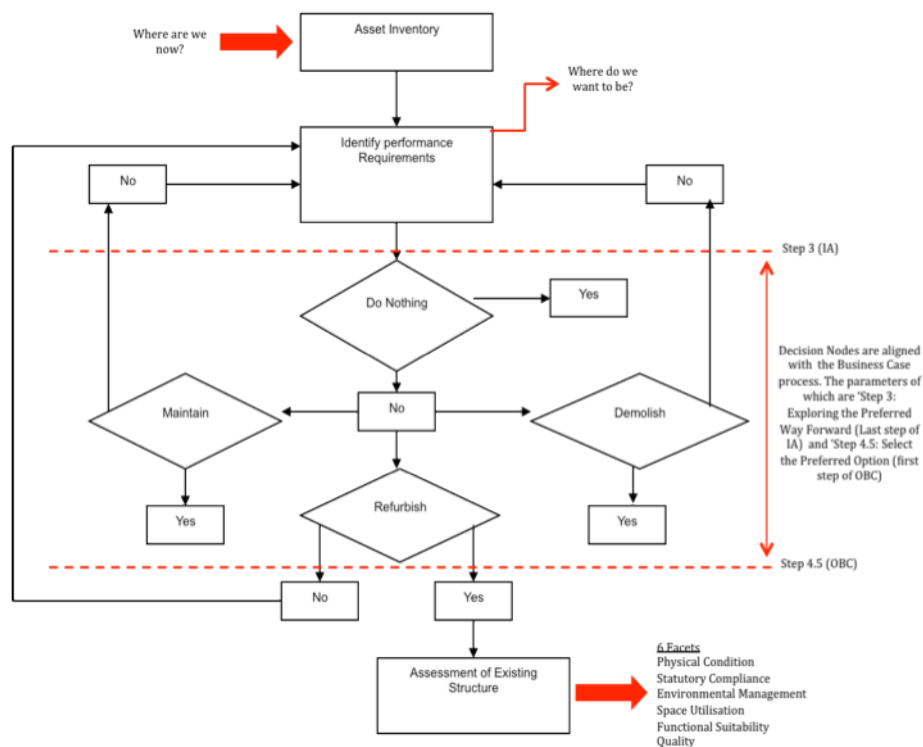 Where are we
now?
Asset Inventory
Where do we
want to be?
Identify performance
Requirements
No
No
Step 3 (IA)
Do Nothing
Yes
Decision Nodes are aligned
with the Business Case
process. The parameters of
which are 'Step 3:
Exploring the Preferred
Way Forward (Last step of
IA) and 'Step 4.5: Select
the Preferred Option (first
step of OBC)
Maintain
No
Demolish
Yes
Refurbish
Yes
Step 4.5 (OBC)
No
Yes
Assessment of Existing
Structure
6 Facets
Physical Condition
Statutory Compliance
Environmental Management
Space Utilisation
Functional Suitability
Quality